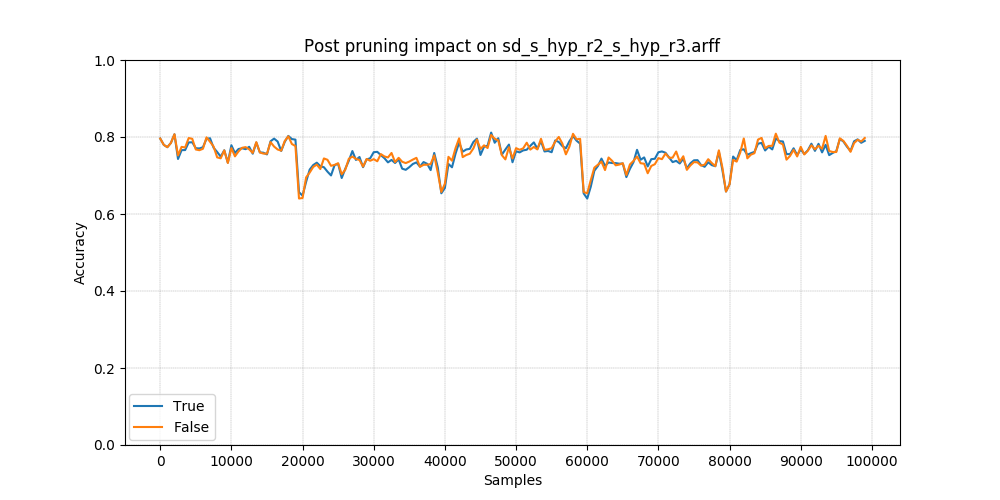 Post pruning impact on sd_s_hyp_r2_s_hyp_r3.arff
1.0
0.8
0.6
0.4
0.2
0.0
Accuracy
True
False
0 10000 20000 30000 40000 50000 60000 70000 80000 90000 100000
Samples